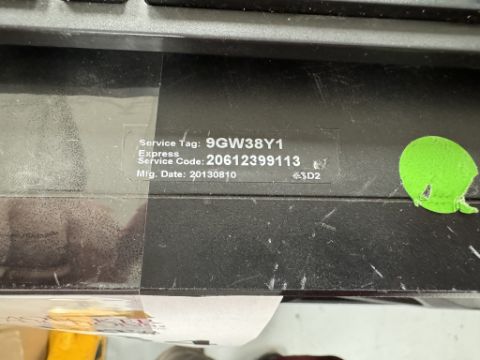 Service Tag: 9GW38Y1
Express
Service Code: 20612399113
Mfg. Date: 20130810